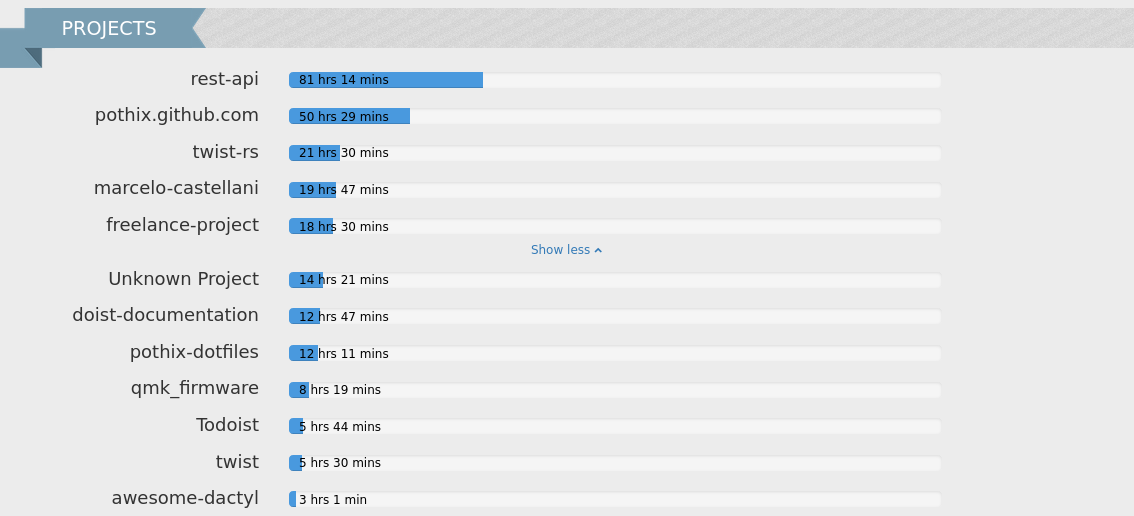 PROJECTS
rest-api 81 hrs 14 mins
pothix.github.com 50 hrs 29 mins
twist-rs 21 hrs 30 mins
marcelo-castellani 19 hrs 47 mins
freelance-project 18 hrs 30 mins
Show less
Unknown Project 14 hrs 21 mins
doist-documentation 12 hrs 47 mins
pothix-dotfiles 12 hrs 11 mins
qmk_firmware 8 hrs 19 mins
Todoist 5 hrs 44 mins
twist 5 hrs 30 mins
awesome-dactyl 3 hrs 1 min